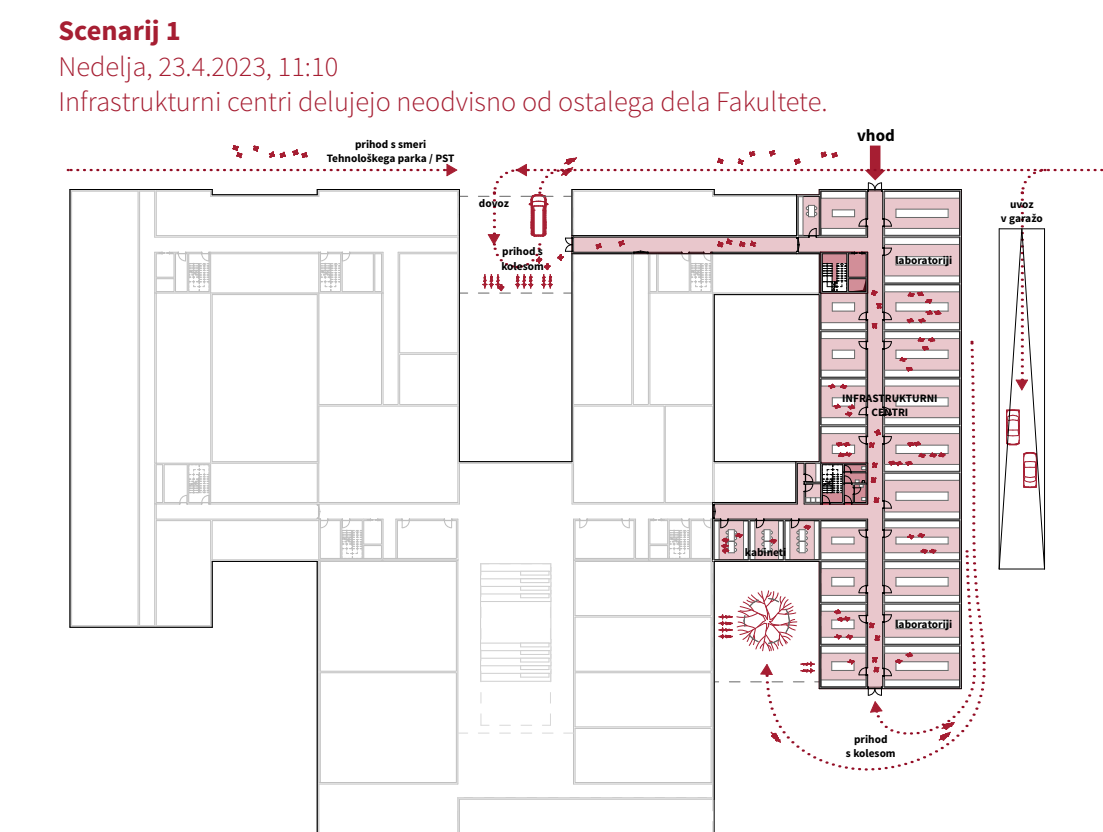 Scenarij 1
Nedelja, 23.4.2023, 11:10
Infrastrukturni centri delujejo neodvisno od ostalega dela Fakultete.
vhod
prihod s smeri
Tehnološkega parka / PST
dovoz
uvoz
v garažo
prihod s
kolesom
laboratoriji
INFRASTRUKTURNI
CENTRI
kabineti
laboratoriji
prihod
s kolesom